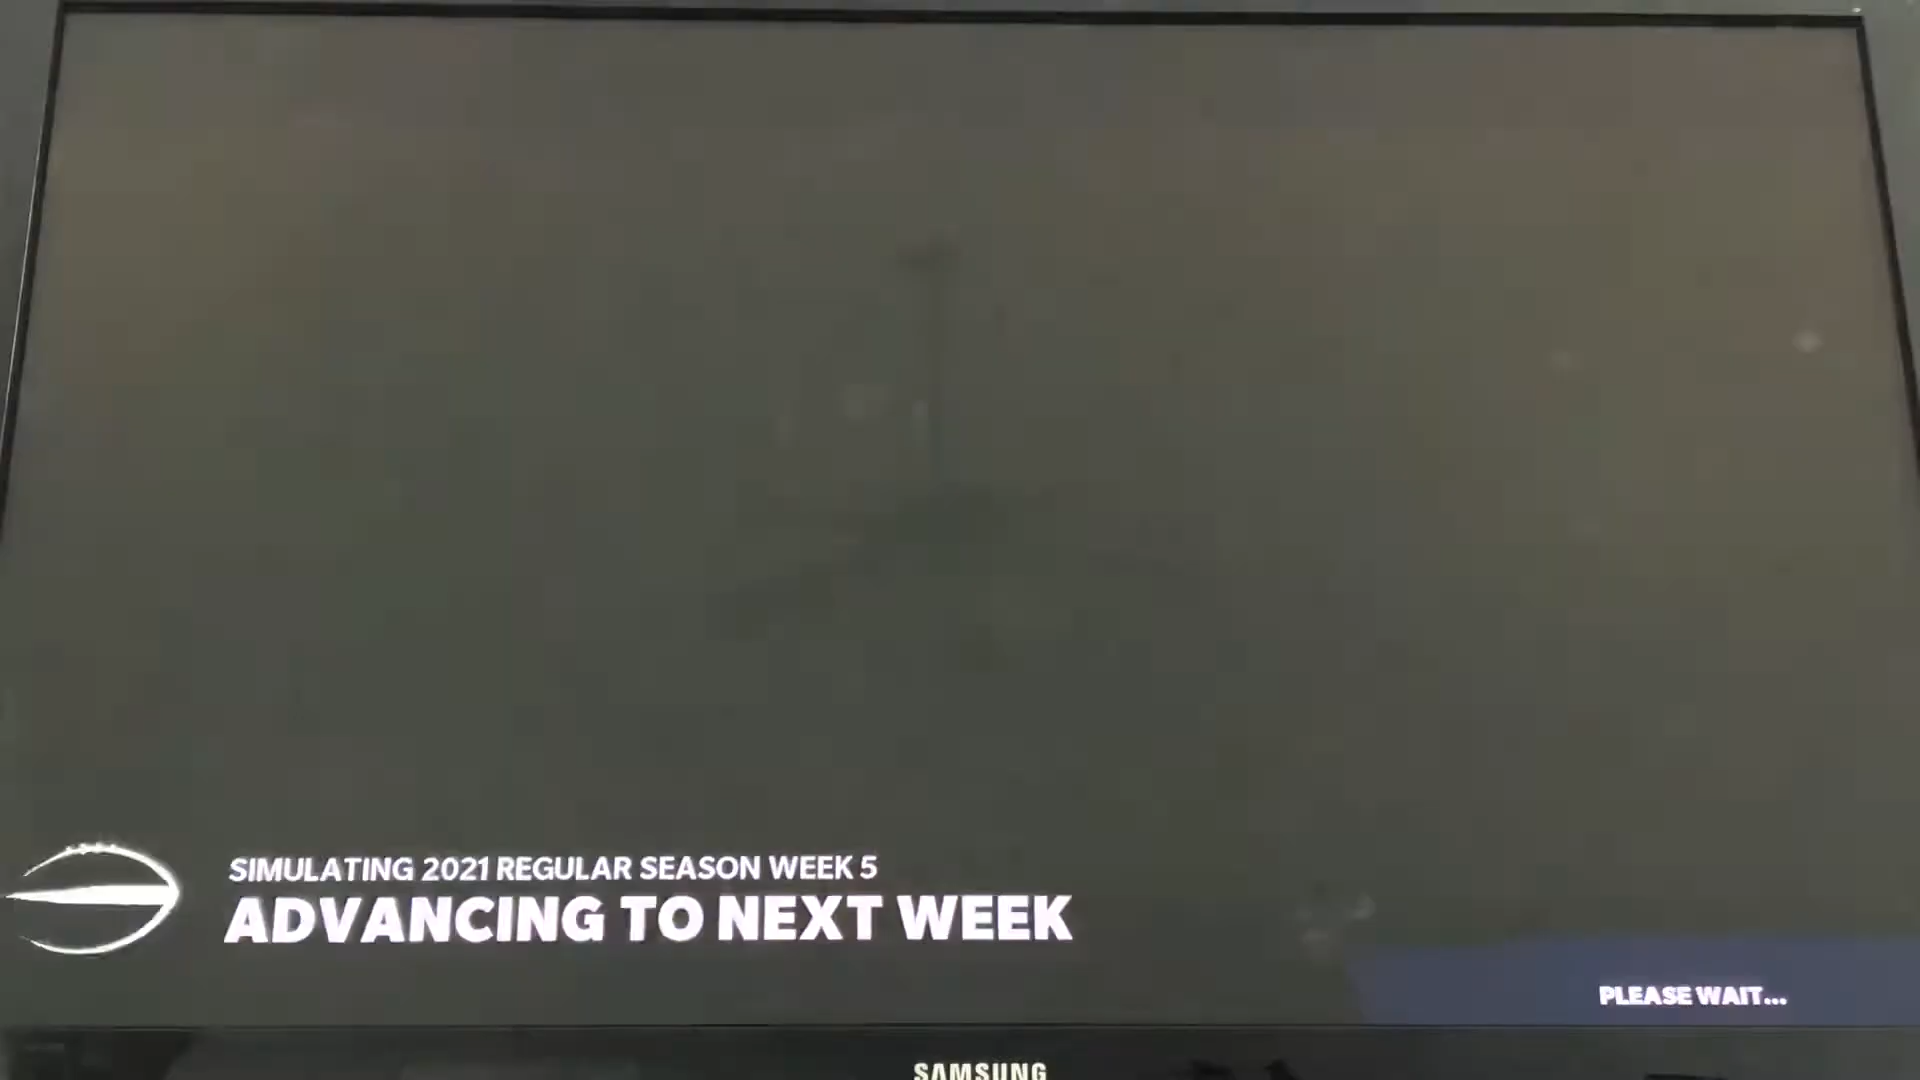 SIMULATING 2021 REGULAR SEASON WEEK 5
ADVANCING TO NEXT WEEK
PLEASE WAIT...
SAMSUNG